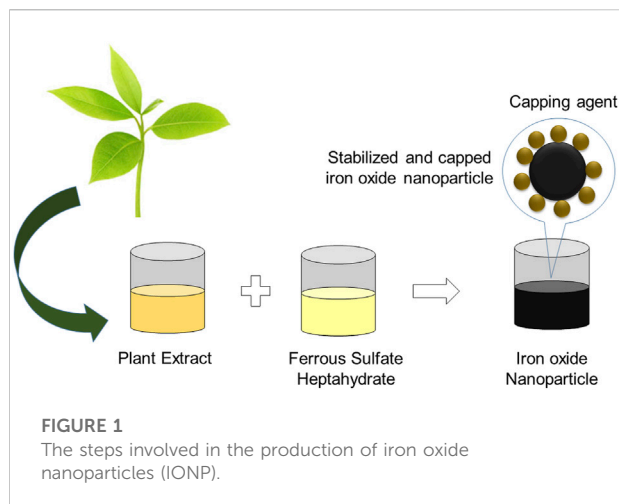 Capping agent
Stabilized and capped
iron oxide nanoparticle
Plant Extract
Ferrous Sulfate
Heptahydrate
Iron oxide
Nanoparticle
FIGURE 1
The steps involved in the production of iron oxide
nanoparticles (IONP).